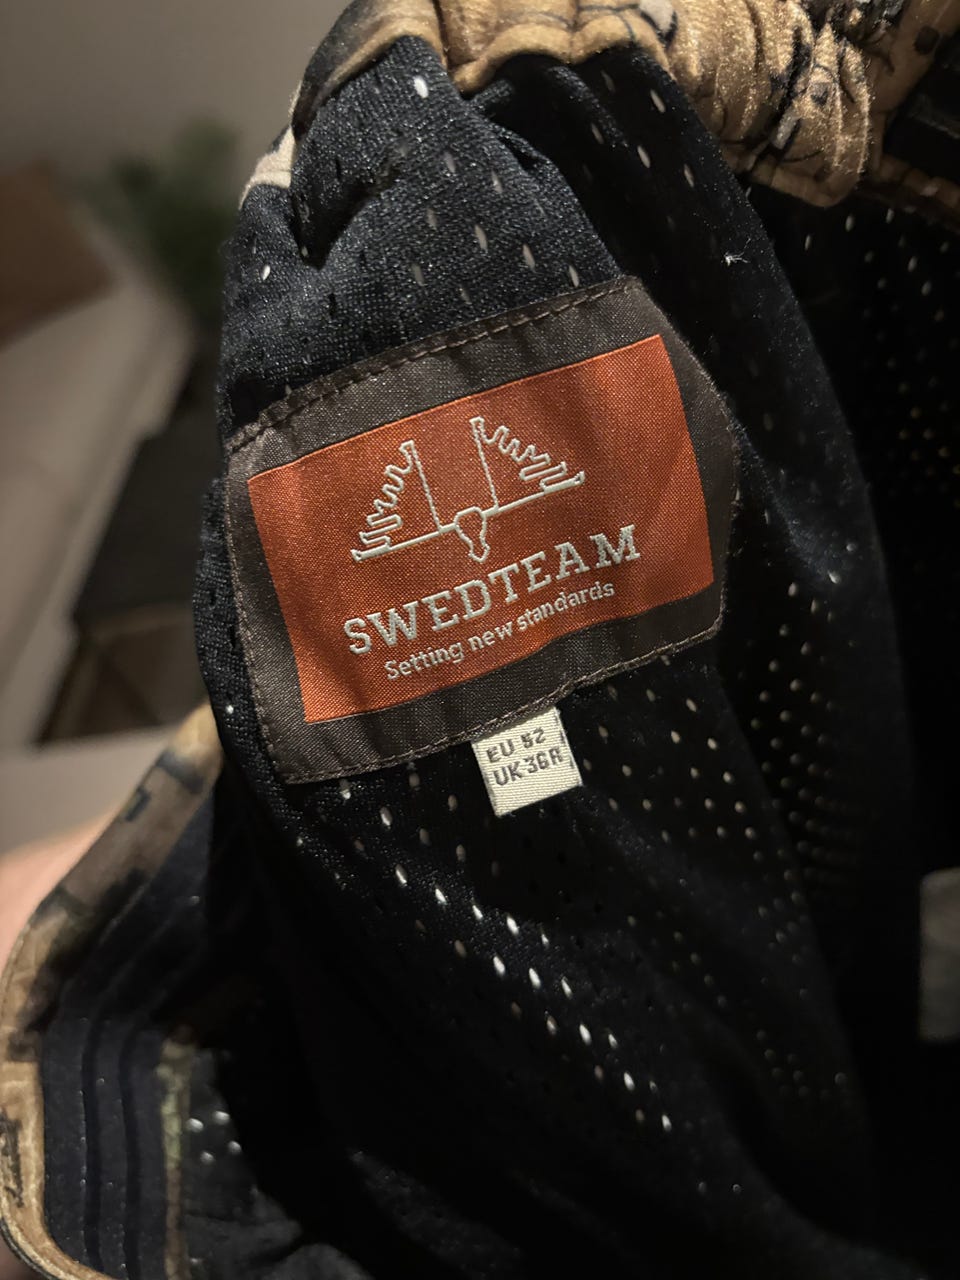 SWEDTEAM
Setting new standards
EU 52
UK 36R